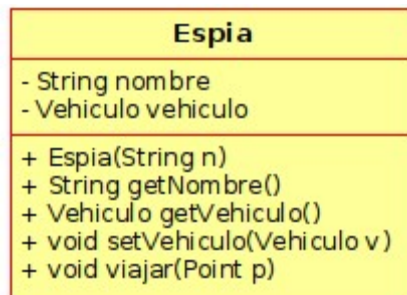 Espia
- String nombre
- Vehiculo vehiculo
+ Espia(String n)
+ String getNombre()
+ Vehiculo getVehiculo()
+ void setVehiculo(Vehiculo v)
+ void viajar(Point p)